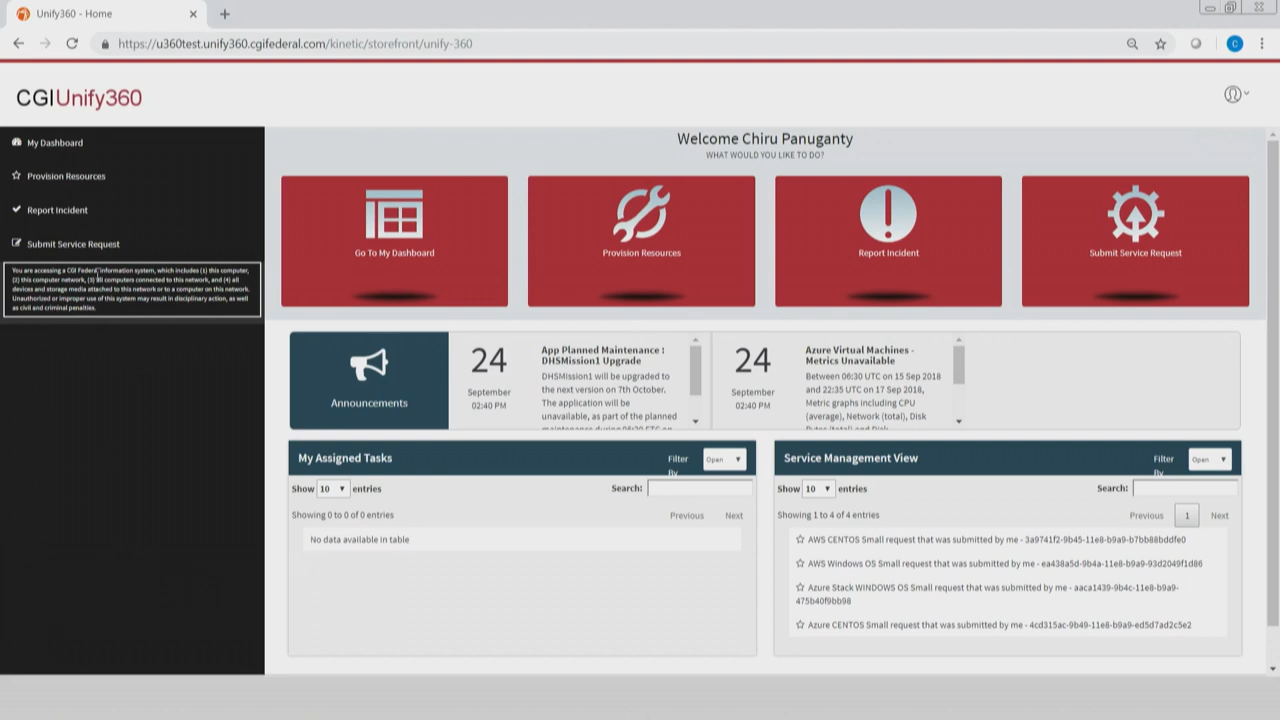 Unify360 - Home
https://u360test.unify360.cgifederal.com/kinetic/storefront/unify-360
C
CGIUnify360
My Dashboard
Provision Resources
Report Incident
Submit Service Request
You are accessing a CGI Federal information system, which includes (1) this computer,
(2) this computer network, (3) all computers connected to this network, and (4) all
devices and storage media attached to this network or to a computer on this network.
Unauthorized or improper use of this system may result in disciplinary action, as well
as civil and criminal penalties.
Welcome Chiru Panuganty
WHAT WOULD YOU LIKE TO DO?
Go To My Dashboard
Provision Resources
Report Incident
Submit Service Request
Announcements
24
September
02:40 PM
App Planned Maintenance :
DHSMission1 Upgrade
DHSMission1 will be upgraded to
the next version on 7th October.
The application will be
unavailable, as part of the planned
24
September
02:40 PM
Azure Virtual Machines -
Metrics Unavailable
Between 06:30 UTC on 15 Sep 2018
and 22:35 UTC on 17 Sep 2018,
Metric graphs including CPU
(average), Network (total), Disk
My Assigned Tasks
Filter By
Open
Show 10 entries
Search:
Showing 0 to 0 of 0 entries
Previous
Next
No data available in table
Service Management View
Filter By
Open
Show 10 entries
Search:
Showing 1 to 4 of 4 entries
Previous
1
Next
AWS CENTOS Small request that was submitted by me - 3a9741f2-9b45-11e8-b9a9-b7bb88bddfe0
AWS Windows OS Small request that was submitted by me - ea438a5d-9b4a-11e8-b9a9-93d2049f1d86
Azure Stack WINDOWS OS Small request that was submitted by me - aaca1439-9b4c-11e8-b9a9-
475b40f9bb98
Azure CENTOS Small request that was submitted by me - 4cd315ac-9b49-11e8-b9a9-ed5d7ad2c5e2